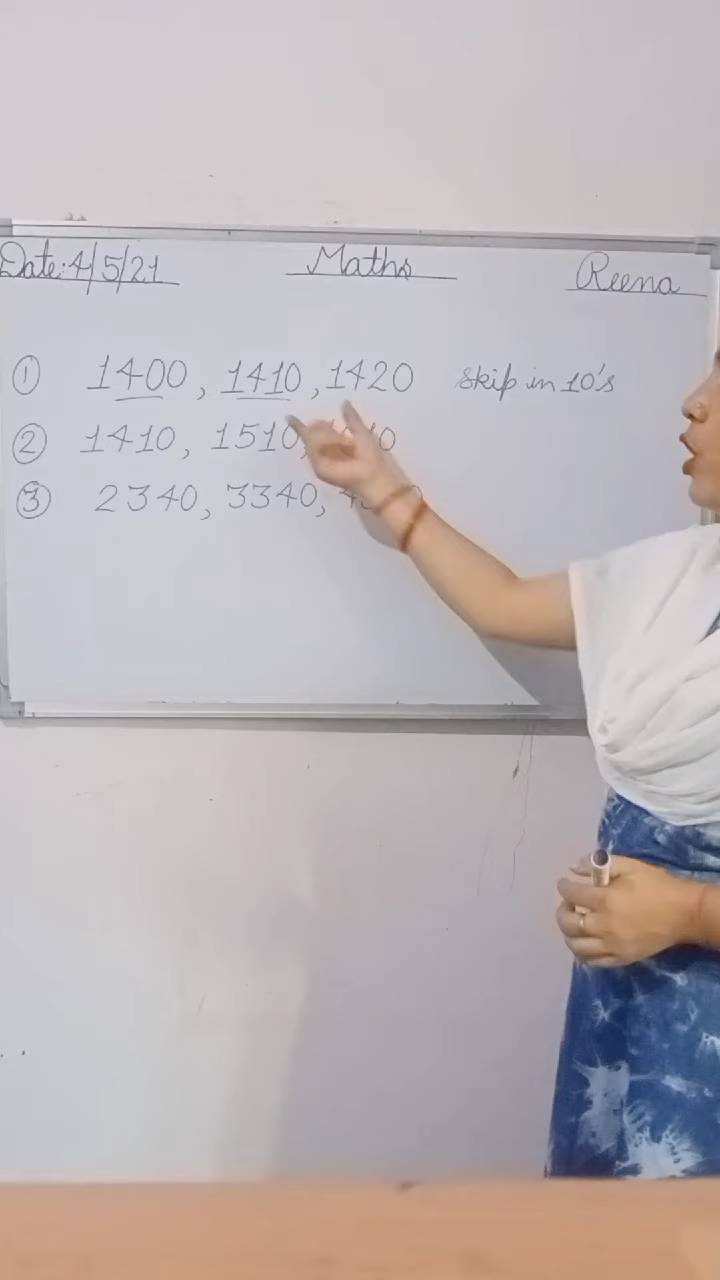 Date: 4/5/21 Maths Reena
① 1400, 1410, 1420 skip in 10's
② 1410, 1510,
③ 2340, 3340,